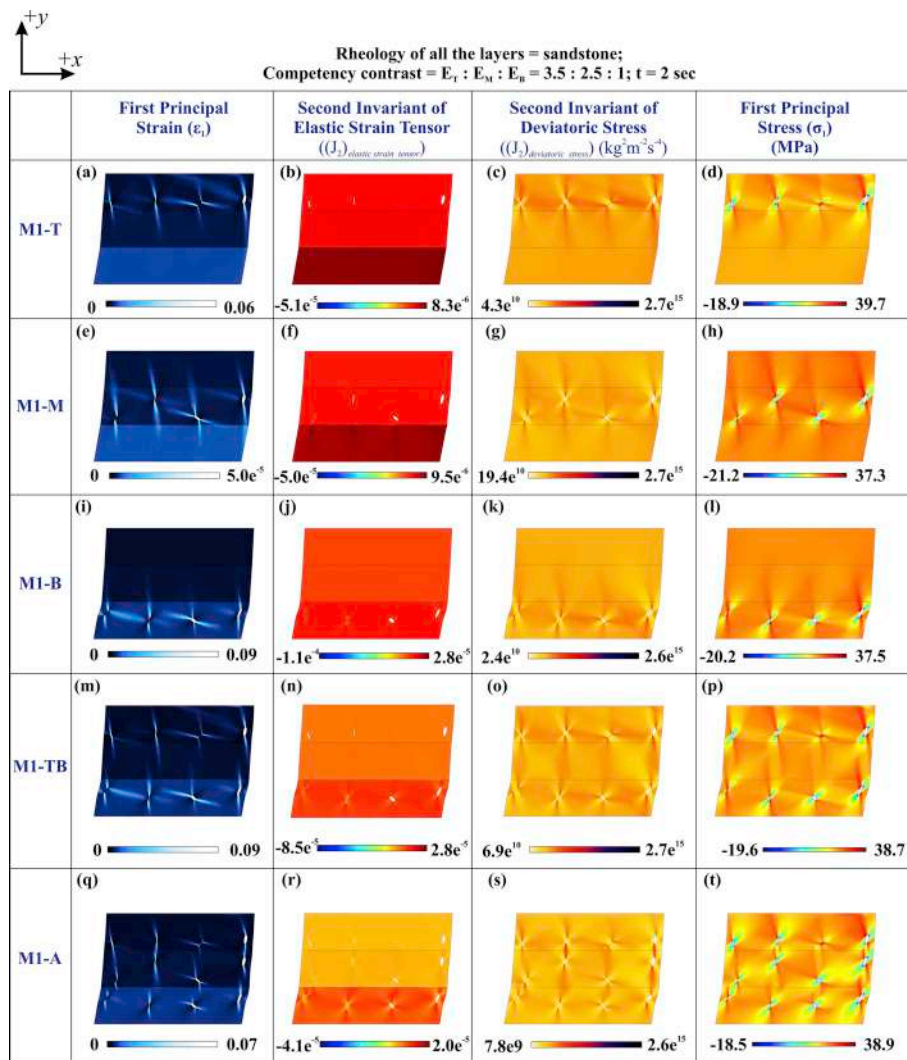 +y
+x
Rheology of all the layers = sandstone;
Competency contrast = E_T : E_M : E_B = 3.5 : 2.5 : 1; t = 2 sec
First Principal
Strain (ε₁)
Second Invariant of
Elastic Strain Tensor
((J₂)elastic strain tensor)
Second Invariant of
Deviatoric Stress
((J₂)deviatoric stress) (kg²m⁻²s⁻⁴)
First Principal
Stress (σ₁)
(MPa)
M1-T
(a)
0 0.06
(b)
-5.1e⁻⁵ 8.3e⁻⁶
(c)
4.3e¹⁰ 2.7e¹⁵
(d)
-18.9 39.7
M1-M
(e)
0 5.0e⁻⁵
(f)
-5.0e⁻⁵ 9.5e⁻⁶
(g)
19.4e¹⁰ 2.7e¹⁵
(h)
-21.2 37.3
M1-B
(i)
0 0.09
(j)
-1.1e⁻⁴ 2.8e⁻⁵
(k)
2.4e¹⁰ 2.6e¹⁵
(l)
-20.2 37.5
M1-TB
(m)
0 0.09
(n)
-8.5e⁻⁵ 2.8e⁻⁵
(o)
6.9e¹⁰ 2.7e¹⁵
(p)
-19.6 38.7
M1-A
(q)
0 0.07
(r)
-4.1e⁻⁵ 2.0e⁻⁵
(s)
7.8e9 2.6e¹⁵
(t)
-18.5 38.9